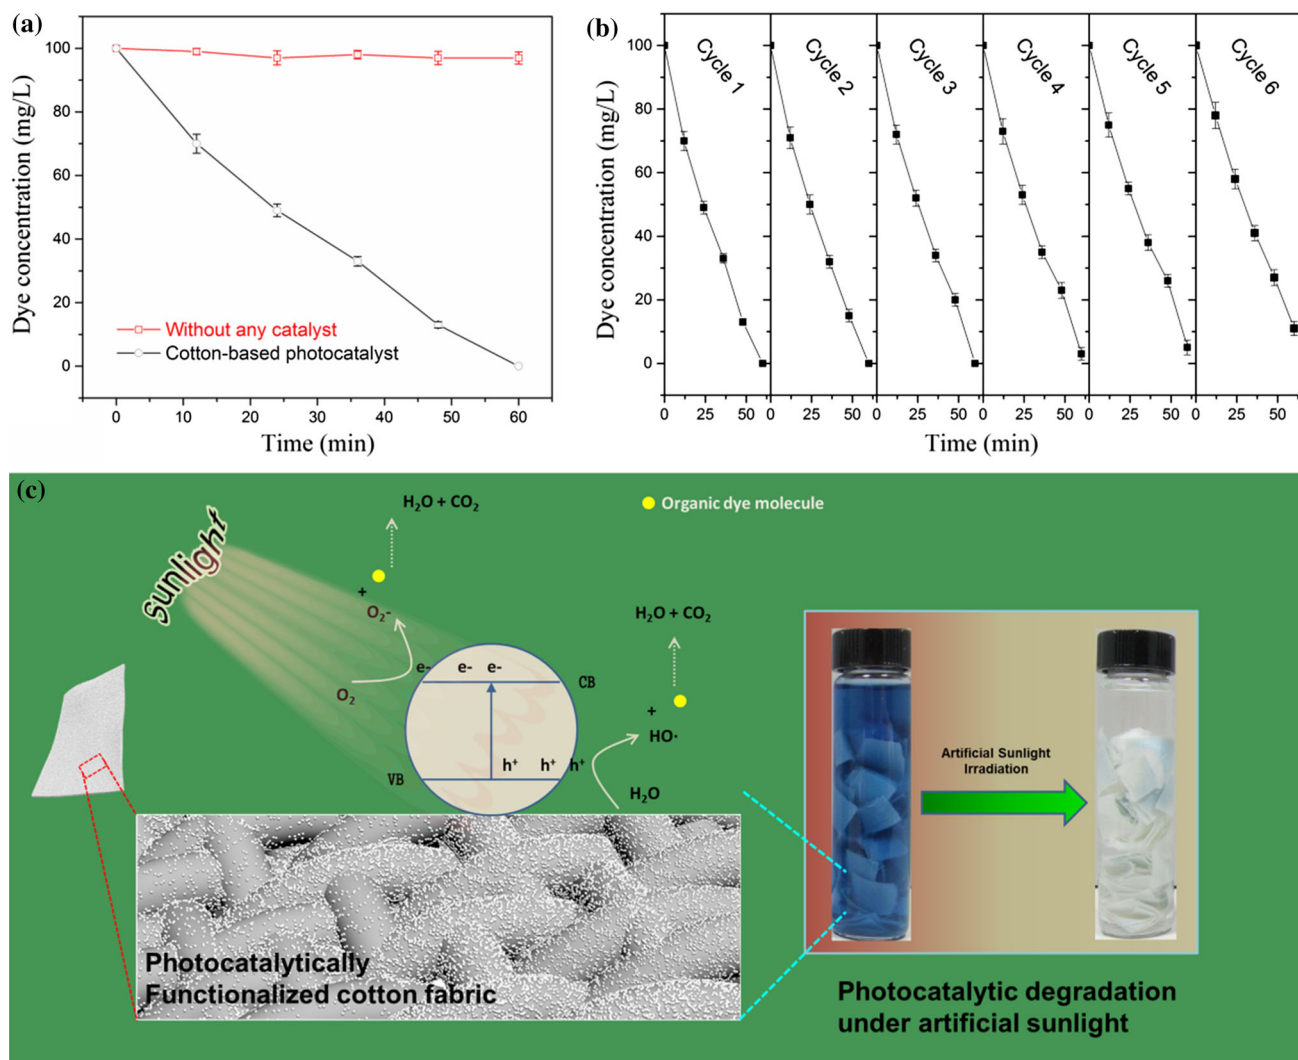 (a)
100
80
60
40
20
0
Dye concentration (mg/L)
Without any catalyst
Cotton-based photocatalyst
0 10 20 30 40 50 60
Time (min)
(b)
100
80
60
40
20
0
Dye concentration (mg/L)
Cycle 1
Cycle 2
Cycle 3
Cycle 4
Cycle 5
Cycle 6
0 25 50 0 25 50 0 25 50 0 25 50 0 25 50 0 25 50
Time (min)
(c)
sunlight
H₂O + CO₂
Organic dye molecule
+
O₂-
H₂O + CO₂
e- e- e-
O₂
CB
+
HO·
h⁺ h⁺ h⁺
VB
H₂O
Artificial Sunlight
Irradiation
Photocatalytically
Functionalized cotton fabric
Photocatalytic degradation
under artificial sunlight